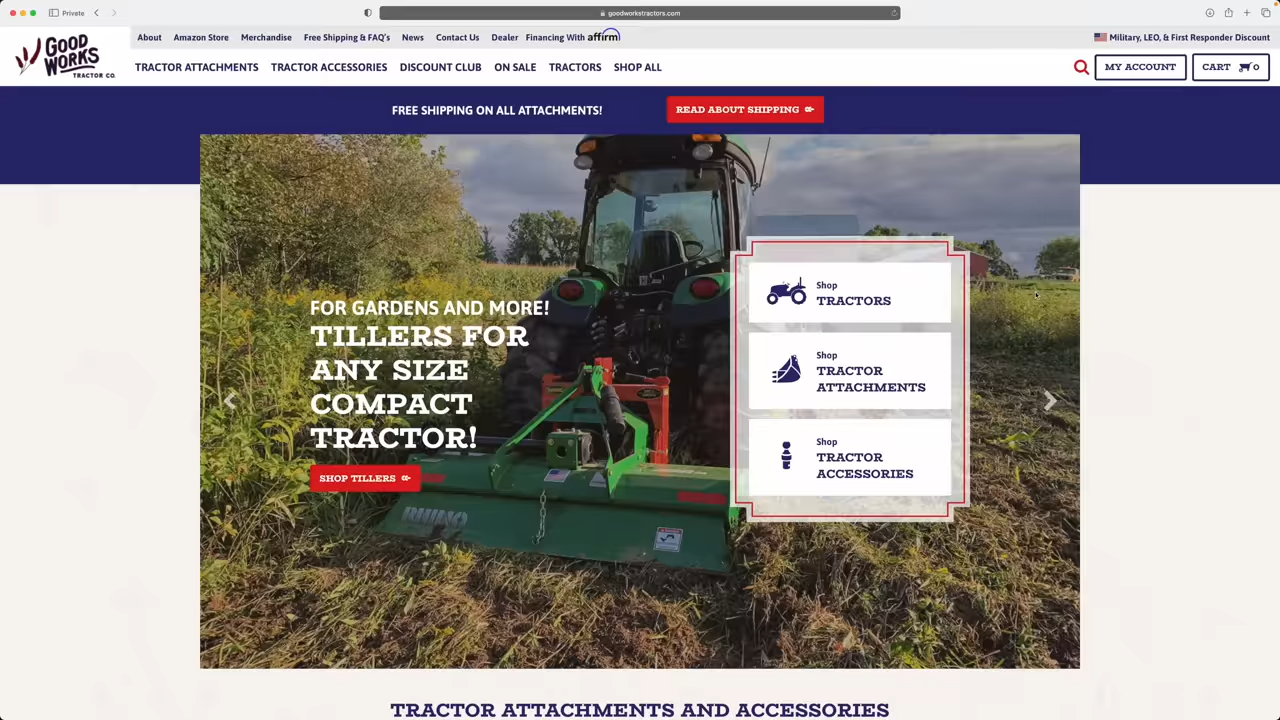 Private
goodworkstractors.com
GOOD
WORKS
TRACTOR CO.
About Amazon Store Merchandise Free Shipping & FAQ's News Contact Us Dealer Financing With affirm
Military, LEO, & First Responder Discount
TRACTOR ATTACHMENTS TRACTOR ACCESSORIES DISCOUNT CLUB ON SALE TRACTORS SHOP ALL
MY ACCOUNT
CART 0
FREE SHIPPING ON ALL ATTACHMENTS!
READ ABOUT SHIPPING
FOR GARDENS AND MORE!
TILLERS FOR
ANY SIZE
COMPACT
TRACTOR!
SHOP TILLERS
Shop
TRACTORS
Shop
TRACTOR
ATTACHMENTS
Shop
TRACTOR
ACCESSORIES
RHINO
TRACTOR ATTACHMENTS AND ACCESSORIES